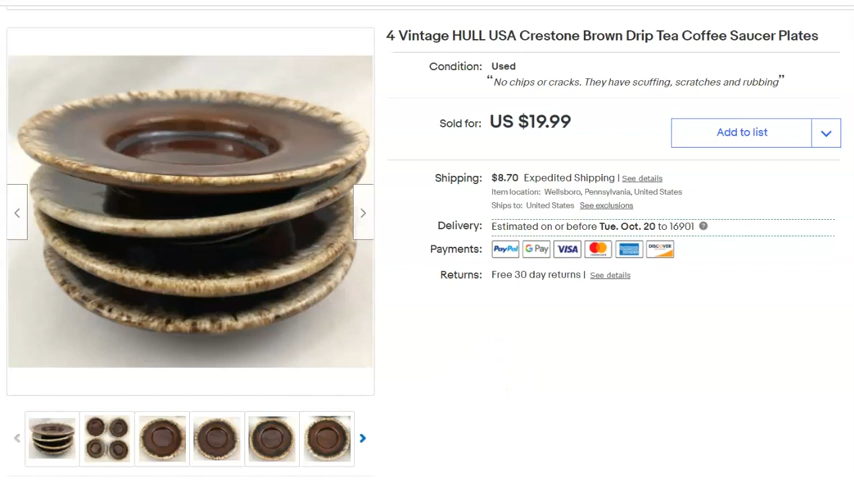 4 Vintage HULL USA Crestone Brown Drip Tea Coffee Saucer Plates
Condition: Used
“No chips or cracks. They have scuffing, scratches and rubbing”
Sold for: US $19.99
Add to list
Shipping: $8.70 Expedited Shipping | See details
Item location: Wellsboro, Pennsylvania, United States
Ships to: United States See exclusions
Delivery: Estimated on or before Tue. Oct. 20 to 16901 ?
Payments: PayPal G Pay VISA MasterCard AMERICAN EXPRESS DISCOVER
Returns: Free 30 day returns | See details